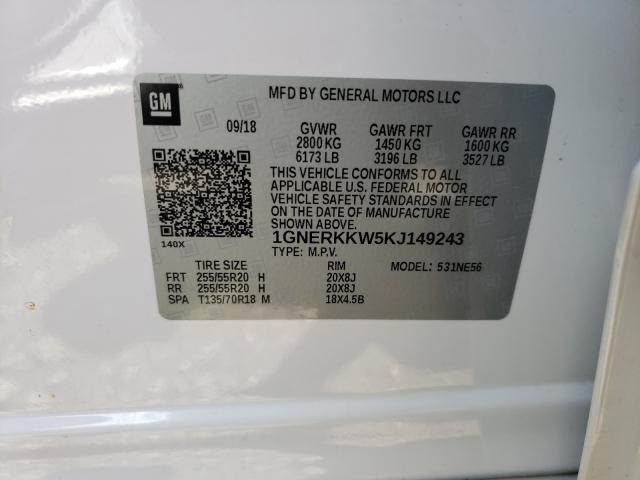 GM
MFD BY GENERAL MOTORS LLC
09/18 GVWR GAWR FRT GAWR RR
2800 KG 1450 KG 1600 KG
6173 LB 3196 LB 3527 LB
THIS VEHICLE CONFORMS TO ALL
APPLICABLE U.S. FEDERAL MOTOR
VEHICLE SAFETY STANDARDS IN EFFECT
ON THE DATE OF MANUFACTURE
SHOWN ABOVE.
140X
1GNERKKW5KJ149243
TYPE: M.P.V.
TIRE SIZE RIM MODEL: 531NE56
FRT 255/55R20 H 20X8J
RR 255/55R20 H 20X8J
SPA T135/70R18 M 18X4.5B